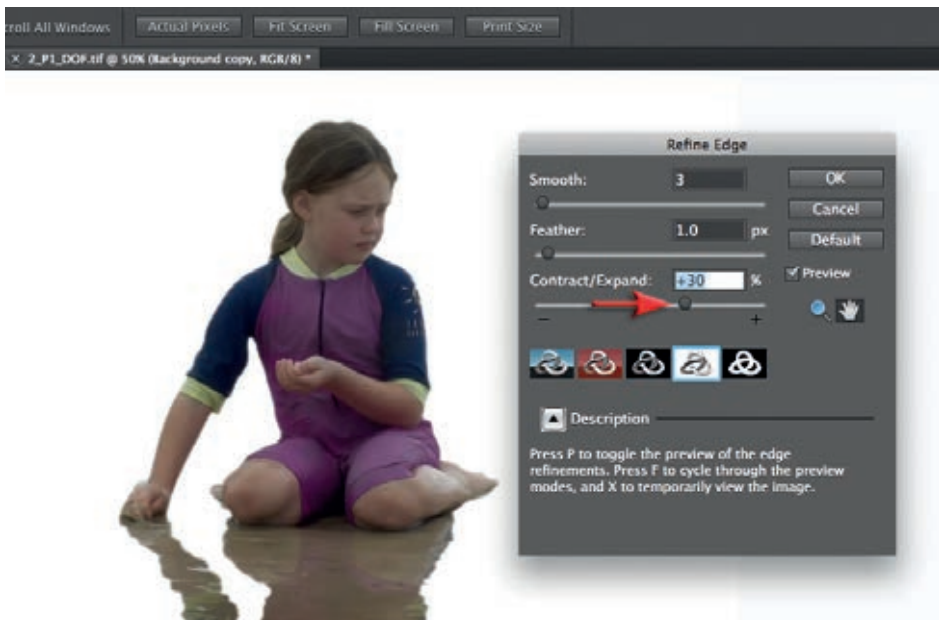 croll All Windows Actual Pixels Fit Screen Fill Screen Print Size
× 2_P1_DOF.tif @ 50% (Background copy, RGB/8) *
Refine Edge
Smooth: 3 OK
Cancel
Feather: 1.0 px Default
Contract/Expand: +30 % Preview
− +
Description
Press P to toggle the preview of the edge
refinements. Press F to cycle through the preview
modes, and X to temporarily view the image.